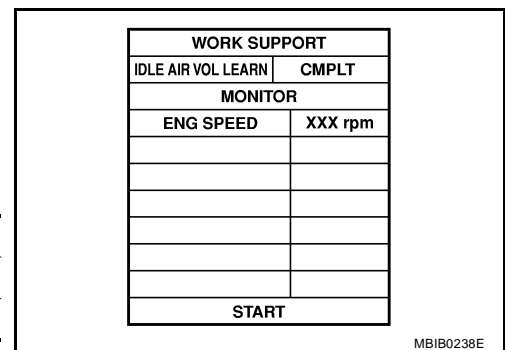 WORK SUPPORT
IDLE AIR VOL LEARN CMPLT
MONITOR
ENG SPEED XXX rpm
START
MBIB0238E